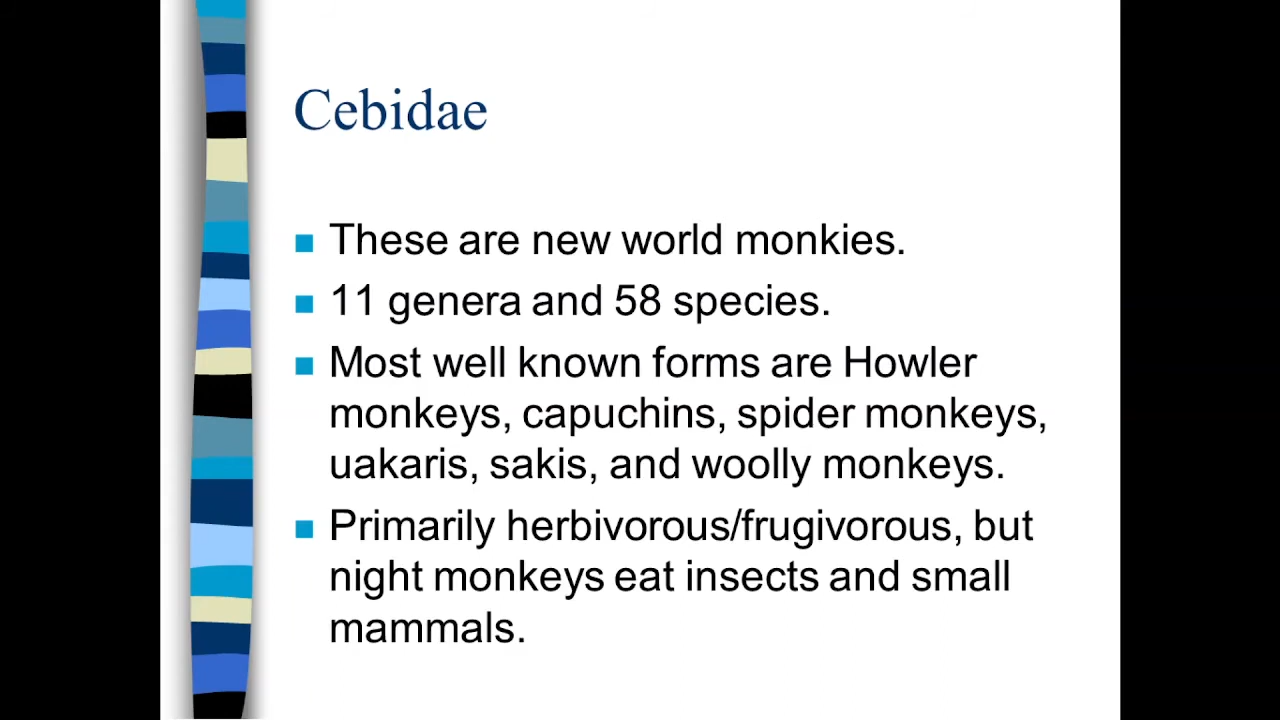 Cebidae
These are new world monkies.
11 genera and 58 species.
Most well known forms are Howler
monkeys, capuchins, spider monkeys,
uakaris, sakis, and woolly monkeys.
Primarily herbivorous/frugivorous, but
night monkeys eat insects and small
mammals.